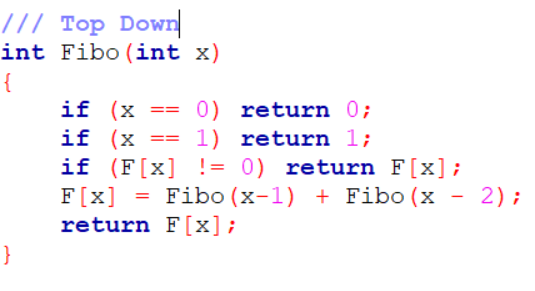 /// Top Down
int Fibo(int x)
{
    if (x == 0) return 0;
    if (x == 1) return 1;
    if (F[x] != 0) return F[x];
    F[x] = Fibo(x-1) + Fibo(x - 2);
    return F[x];
}